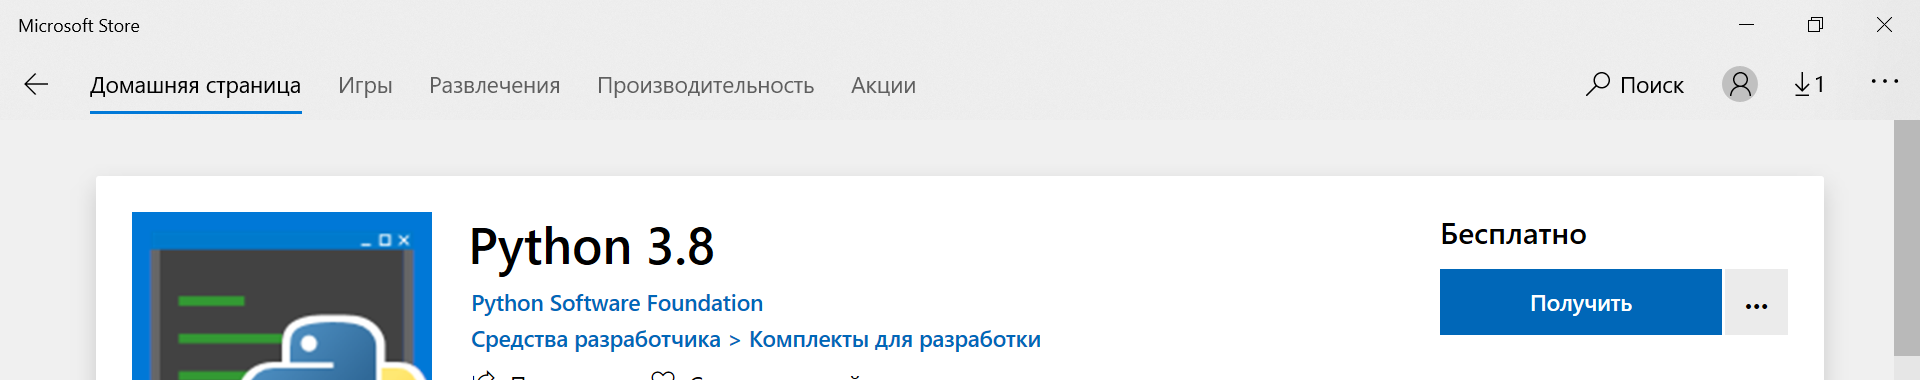 Microsoft Store
Домашняя страница Игры Развлечения Производительность Акции Поиск 1
Python 3.8
Бесплатно
Python Software Foundation
Получить
Средства разработчика > Комплекты для разработки